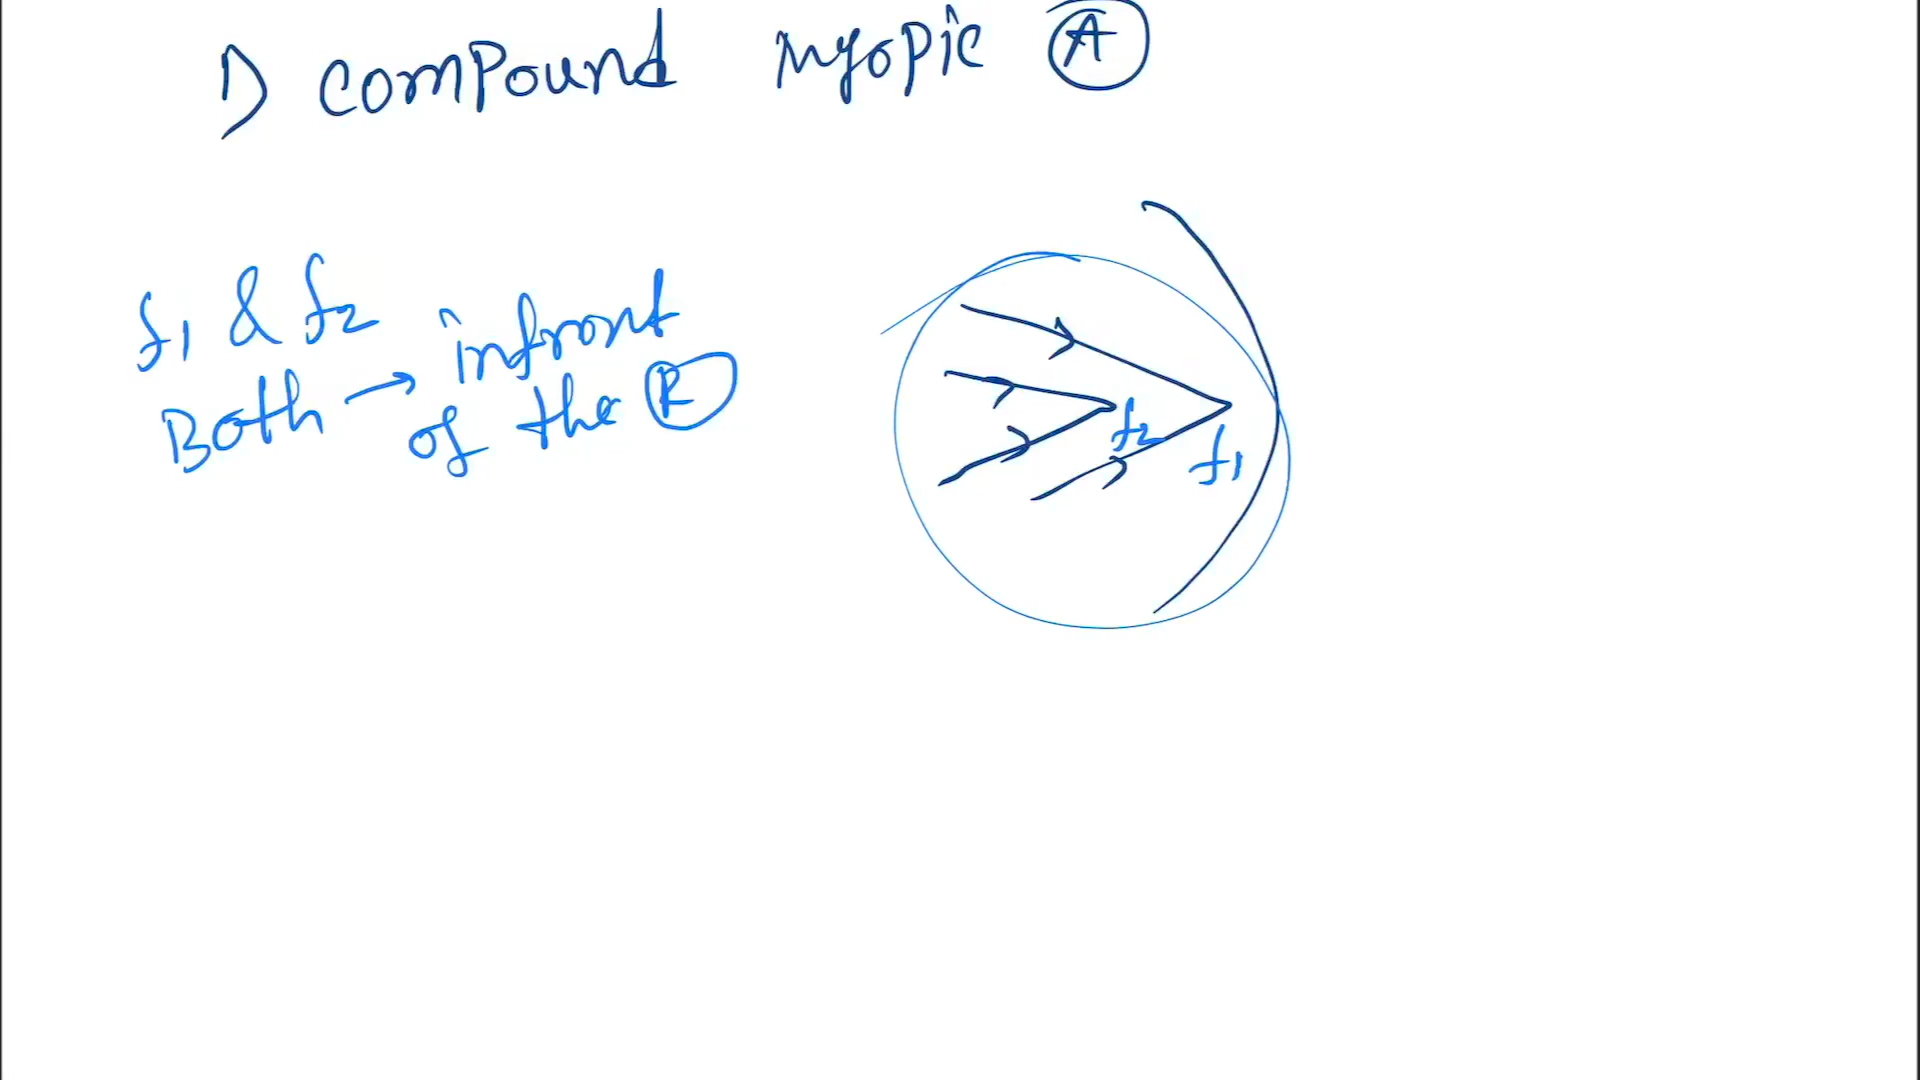 1) compound myopic A
f1 & f2
Both → infront
of the R
f2
f1